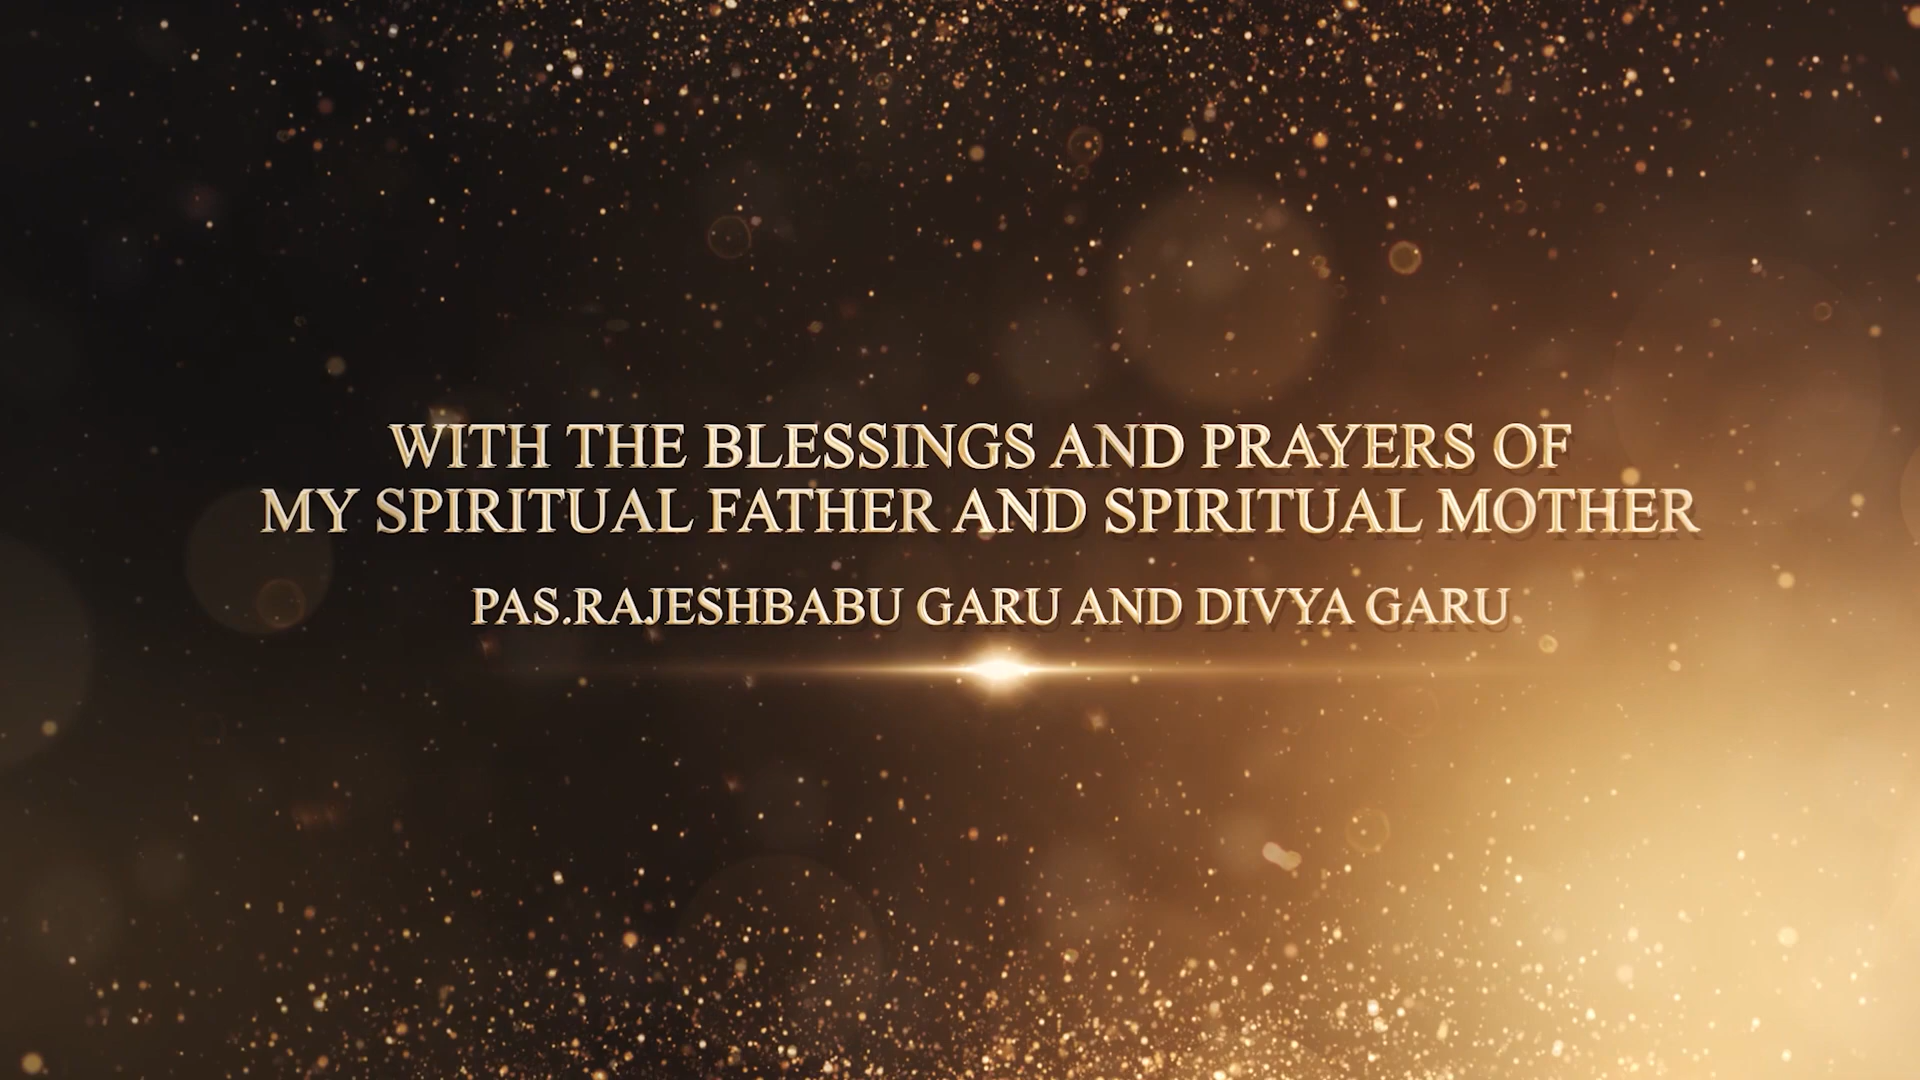 WITH THE BLESSINGS AND PRAYERS OF
MY SPIRITUAL FATHER AND SPIRITUAL MOTHER
PAS.RAJESHBABU GARU AND DIVYA GARU